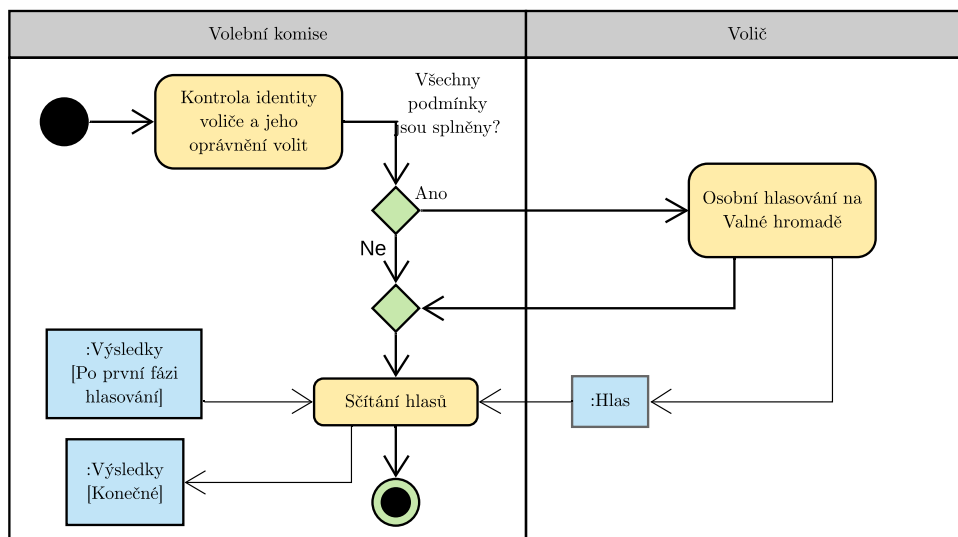 Volební komise
Volič
Kontrola identity
voliče a jeho
oprávnění volit
Všechny
podmínky
jsou splněny?
Ano
Osobní hlasování na
Valné hromadě
Ne
:Výsledky
[Po první fázi
hlasování]
Sčítání hlasů
:Hlas
:Výsledky
[Konečné]